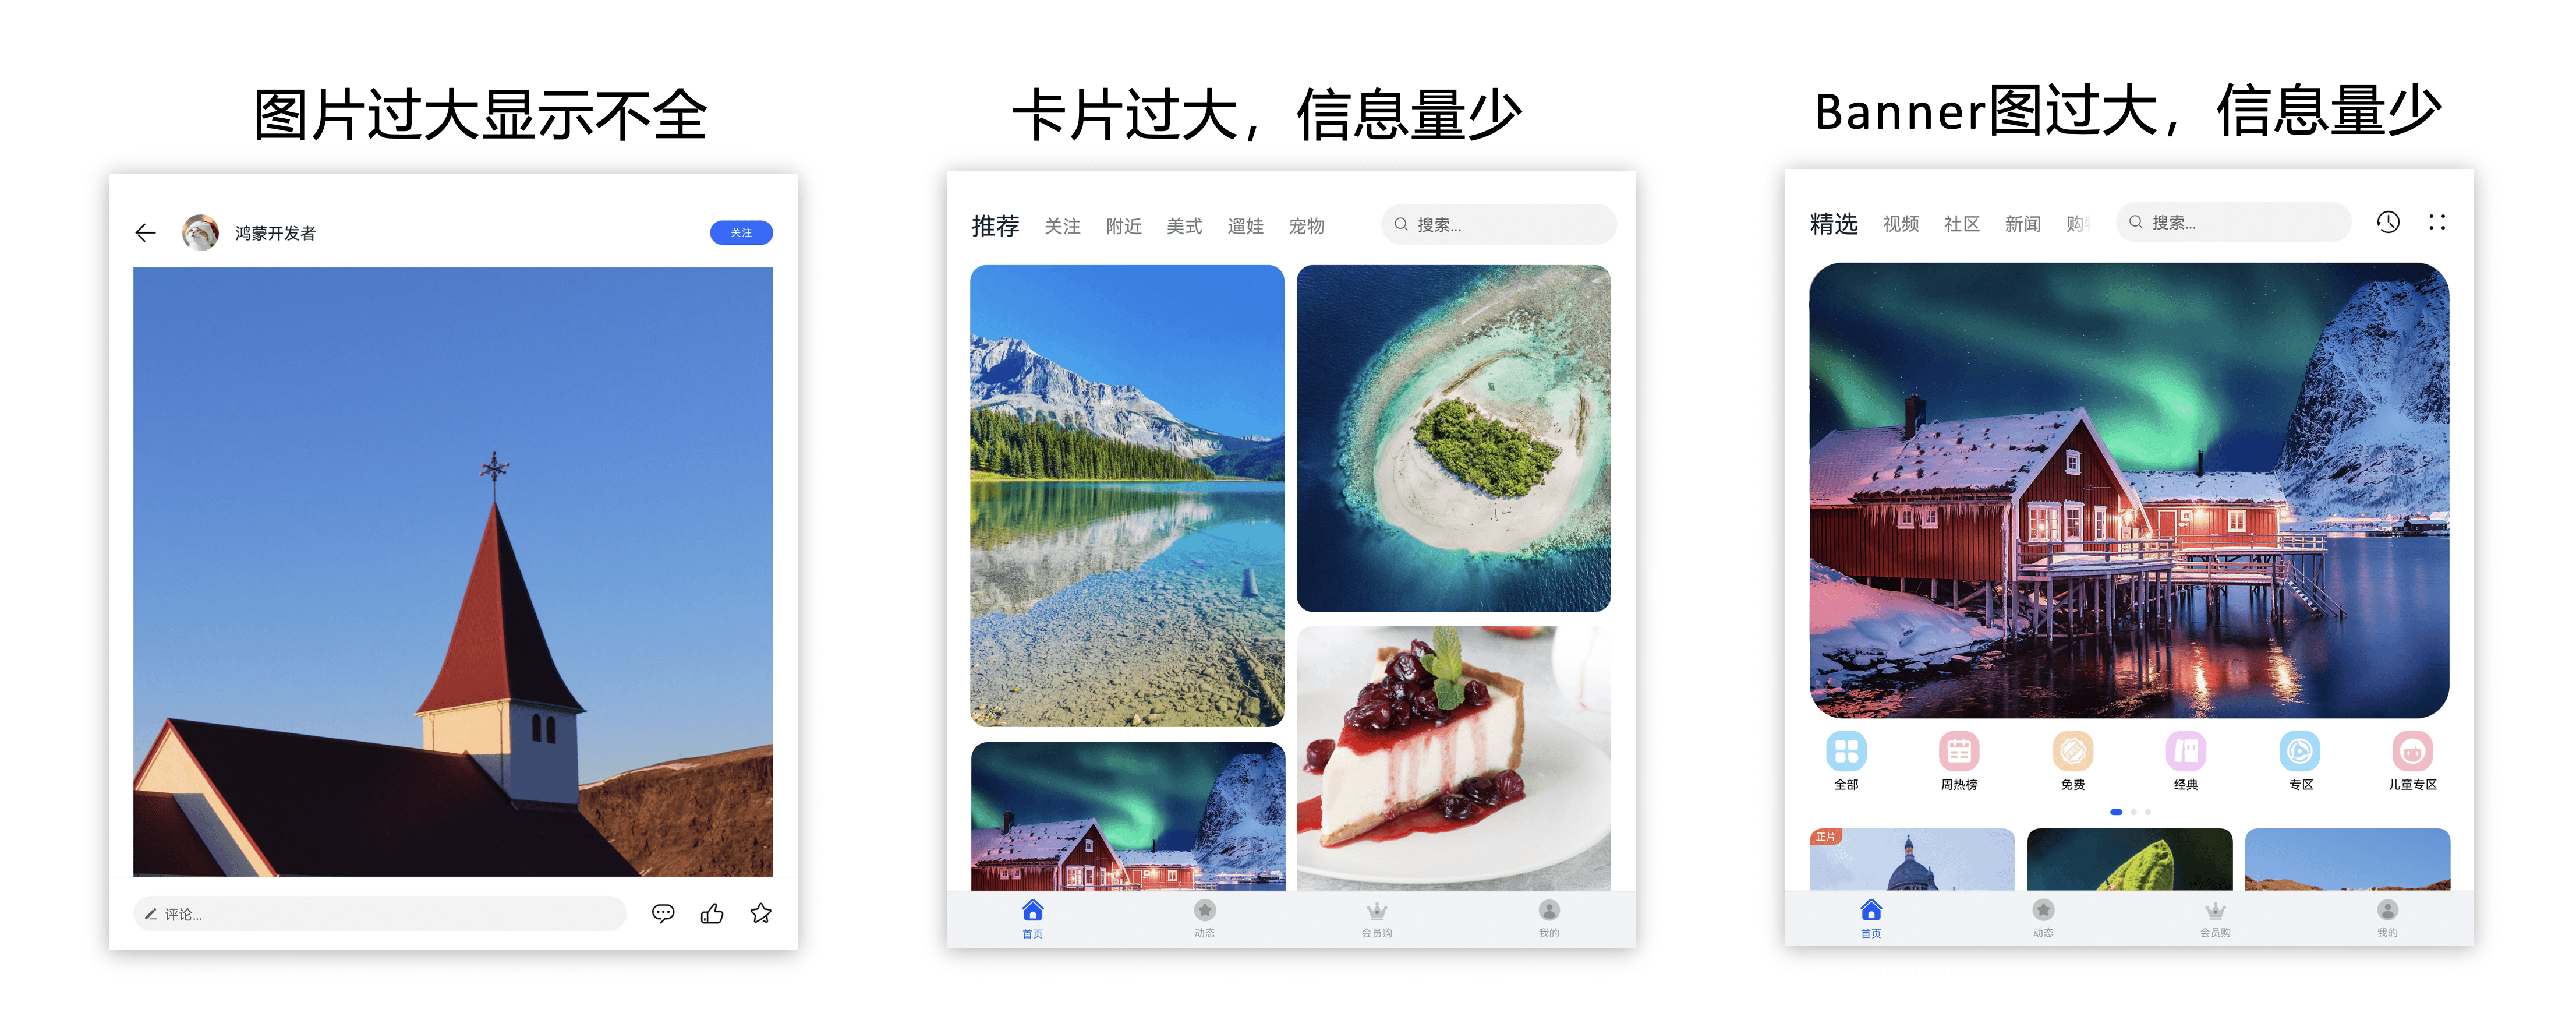 图片过大显示不全
鸿蒙开发者
关注
评论...
卡片过大，信息量少
推荐 关注 附近 美式 遛娃 宠物 搜索...
首页 动态 会员购 我的
Banner图过大，信息量少
精选 视频 社区 新闻 购 搜索...
全部 周热榜 免费 经典 专区 儿童专区
正片
首页 动态 会员购 我的